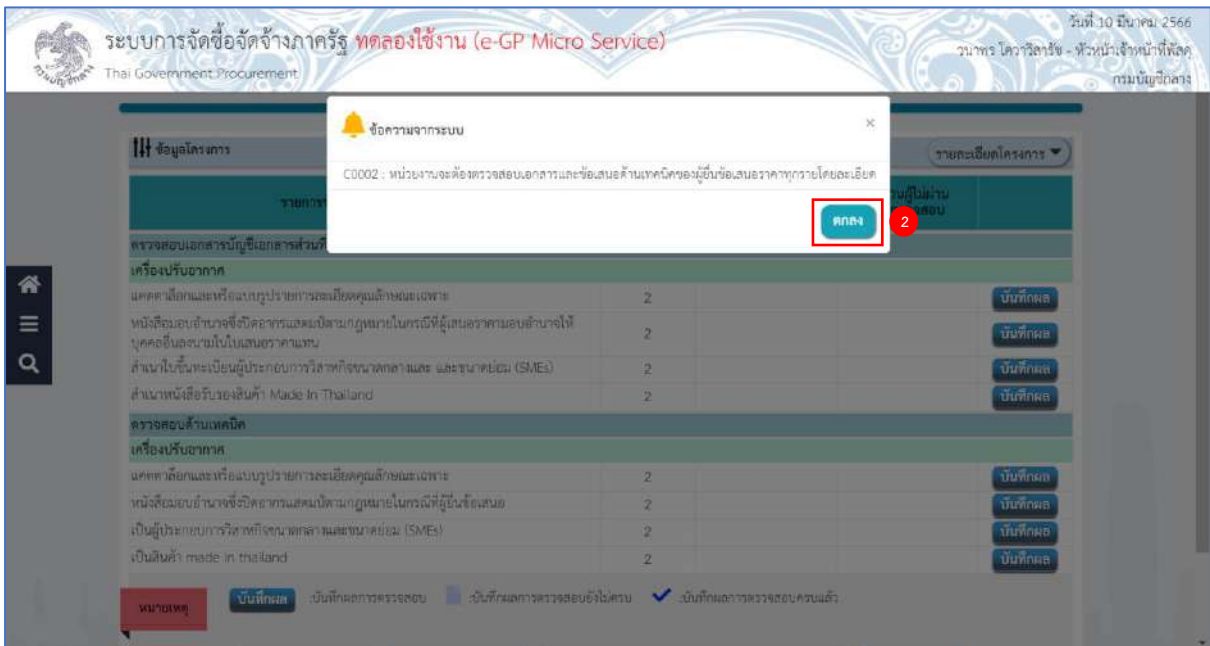 วันที่ 10 มีนาคม 2566
ระบบการจัดซื้อจัดจ้างภาครัฐ ทดลองใช้งาน (e-GP Micro Service)
วนาพร โควาวิสารัช - หัวหน้าเจ้าหน้าที่พัสดุ
Thai Government Procurement
กรมบัญชีกลาง
ข้อความจากระบบ
×
ข้อมูลโครงการ
รายละเอียดโครงการ
C0002 : หน่วยงานจะต้องตรวจสอบเอกสารและข้อเสนอด้านเทคนิคของผู้ยื่นข้อเสนอราคาทุกรายโดยละเอียด
ตกลง
2
ตรวจสอบเอกสารบัญชีเอกสารส่วนที่
เครื่องปรับอากาศ
แคตตาล็อกและหรือแบบรูปรายการละเอียดคุณลักษณะเฉพาะ 2 บันทึกผล
หนังสือมอบอำนาจซึ่งปิดอากรแสตมป์ตามกฎหมายในกรณีที่ผู้เสนอราคามอบอำนาจให้
บุคคลอื่นลงนามในใบเสนอราคาแทน 2 บันทึกผล
สำเนาใบขึ้นทะเบียนผู้ประกอบการวิสาหกิจขนาดกลางและ และขนาดย่อม (SMEs) 2 บันทึกผล
สำเนาหนังสือรับรองสินค้า Made In Thailand 2 บันทึกผล
ตรวจสอบด้านเทคนิค
เครื่องปรับอากาศ
แคตตาล็อกและหรือแบบรูปรายการละเอียดคุณลักษณะเฉพาะ 2 บันทึกผล
หนังสือมอบอำนาจซึ่งปิดอากรแสตมป์ตามกฎหมายในกรณีที่ผู้ยื่นข้อเสนอ 2 บันทึกผล
เป็นผู้ประกอบการวิสาหกิจขนาดกลางและขนาดย่อม (SMEs) 2 บันทึกผล
เป็นสินค้า made in thailand 2 บันทึกผล
หมายเหตุ บันทึกผล :บันทึกผลการตรวจสอบ :บันทึกผลการตรวจสอบยังไม่ครบ :บันทึกผลการตรวจสอบครบแล้ว